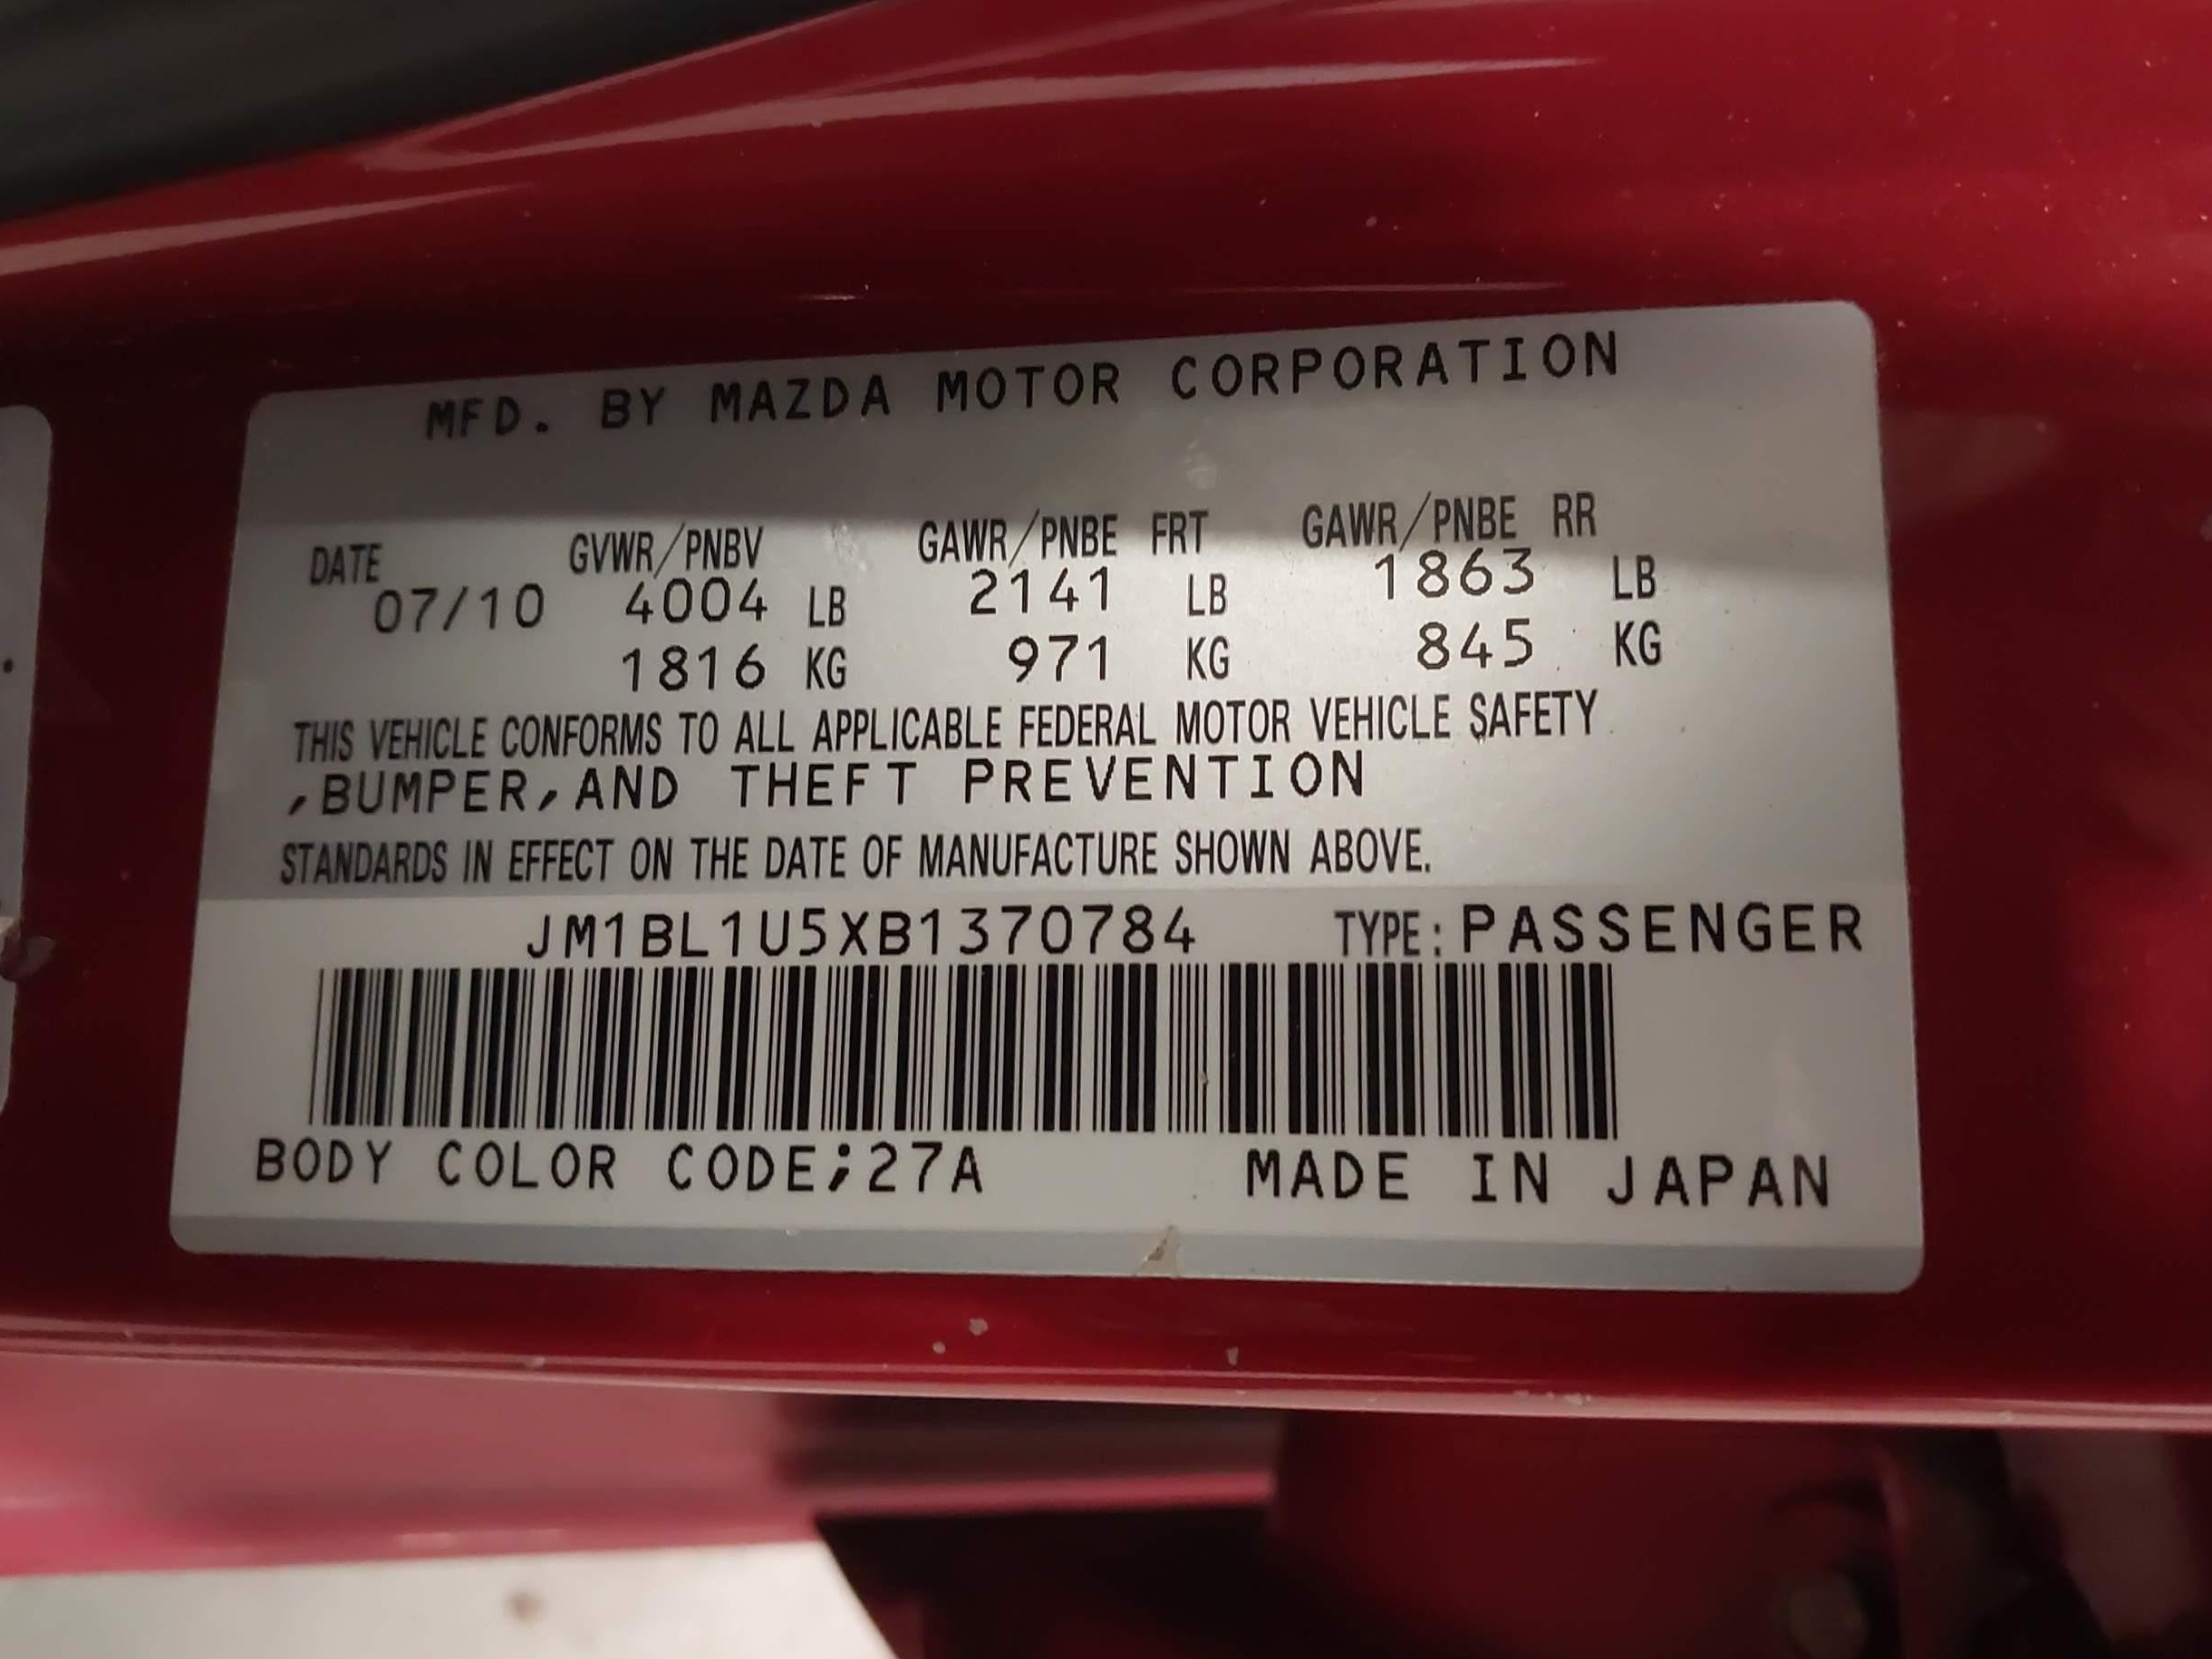 MFD. BY MAZDA MOTOR CORPORATION
DATE GVWR/PNBV GAWR/PNBE FRT GAWR/PNBE RR
07/10 4004 LB 2141 LB 1863 LB
1816 KG 971 KG 845 KG
THIS VEHICLE CONFORMS TO ALL APPLICABLE FEDERAL MOTOR VEHICLE SAFETY
,BUMPER,AND THEFT PREVENTION
STANDARDS IN EFFECT ON THE DATE OF MANUFACTURE SHOWN ABOVE.
JM1BL1U5XB1370784 TYPE:PASSENGER
BODY COLOR CODE;27A MADE IN JAPAN